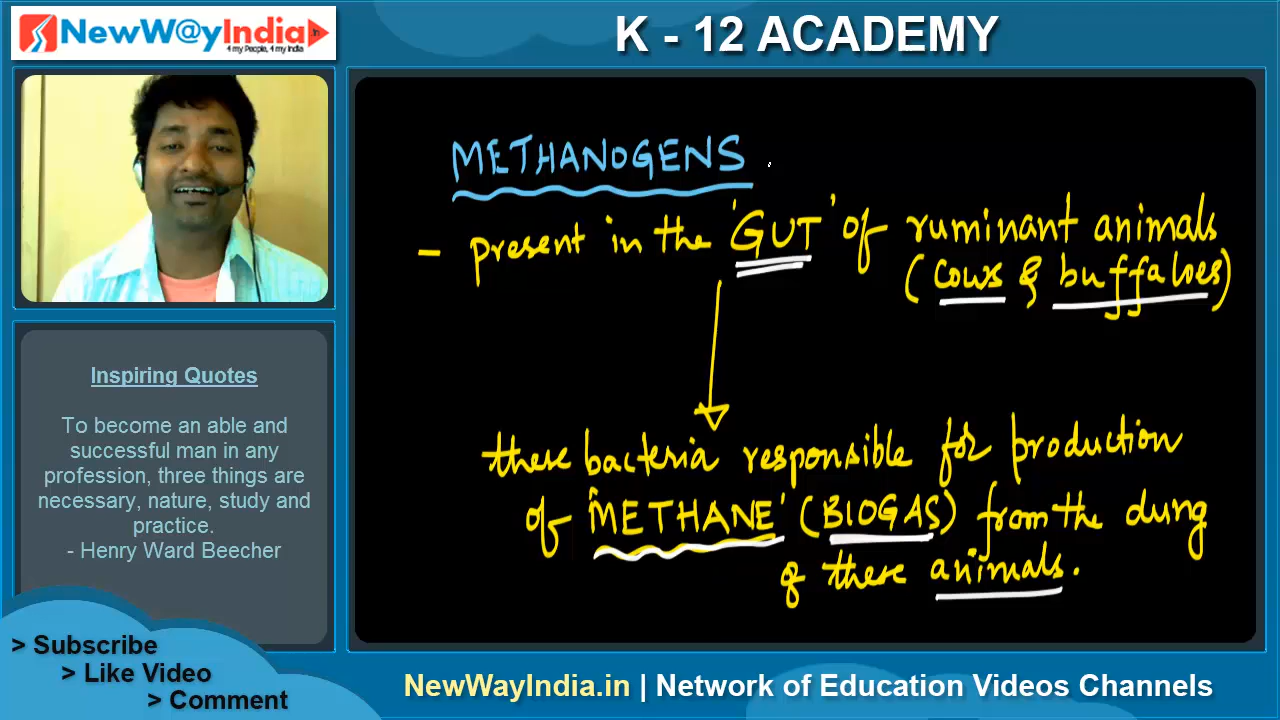 NewW@yIndia.in
4 my People, 4 my India
K - 12 ACADEMY
METHANOGENS
- present in the 'GUT' of ruminant animals
(cows & buffaloes)
these bacteria responsible for production
of 'METHANE' (BIOGAS) from the dung
of these animals.
Inspiring Quotes
To become an able and
successful man in any
profession, three things are
necessary, nature, study and
practice.
- Henry Ward Beecher
> Subscribe
> Like Video
> Comment
NewWayIndia.in | Network of Education Videos Channels